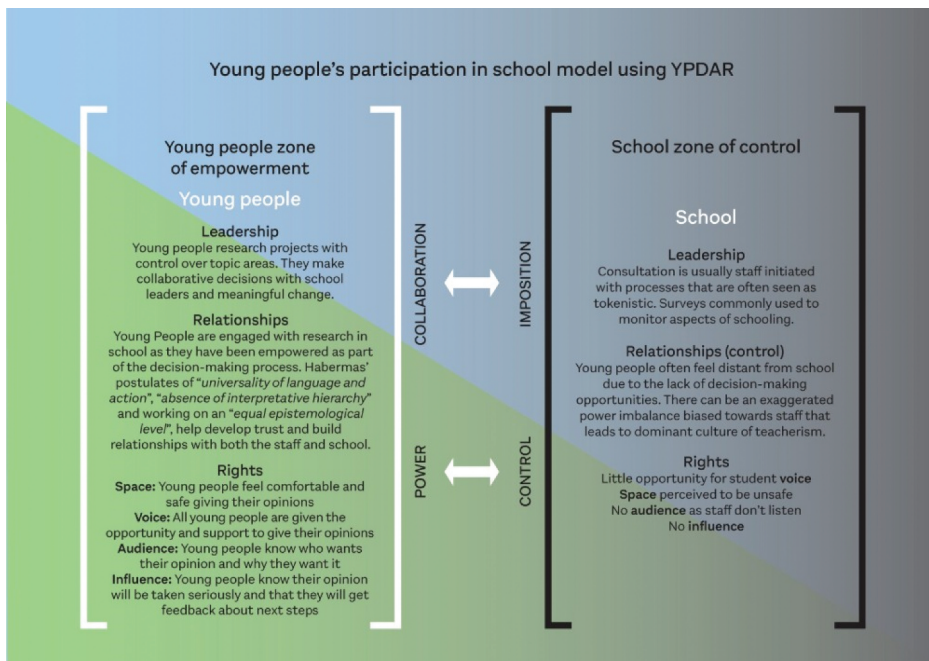 Young people's participation in school model using YPDAR
Young people zone
of empowerment
Young people
Leadership
Young people research projects with
control over topic areas. They make
collaborative decisions with school
leaders and meaningful change.
Relationships
Young People are engaged with research in
school as they have been empowered as part
of the decision-making process. Habermas'
postulates of "universality of language and
action", "absence of interpretative hierarchy"
and working on an "equal epistemological
level", help develop trust and build
relationships with both the staff and school.
Rights
Space: Young people feel comfortable and
safe giving their opinions
Voice: All young people are given the
opportunity and support to give their opinions
Audience: Young people know who wants
their opinion and why they want it
Influence: Young people know their opinion
will be taken seriously and that they will get
feedback about next steps
COLLABORATION
IMPOSITION
POWER
CONTROL
School zone of control
School
Leadership
Consultation is usually staff initiated
with processes that are often seen as
tokenistic. Surveys commonly used to
monitor aspects of schooling.
Relationships (control)
Young people often feel distant from school
due to the lack of decision-making
opportunities. There can be an exaggerated
power imbalance biased towards staff that
leads to dominant culture of teacherism.
Rights
Little opportunity for student voice
Space perceived to be unsafe
No audience as staff don't listen
No influence